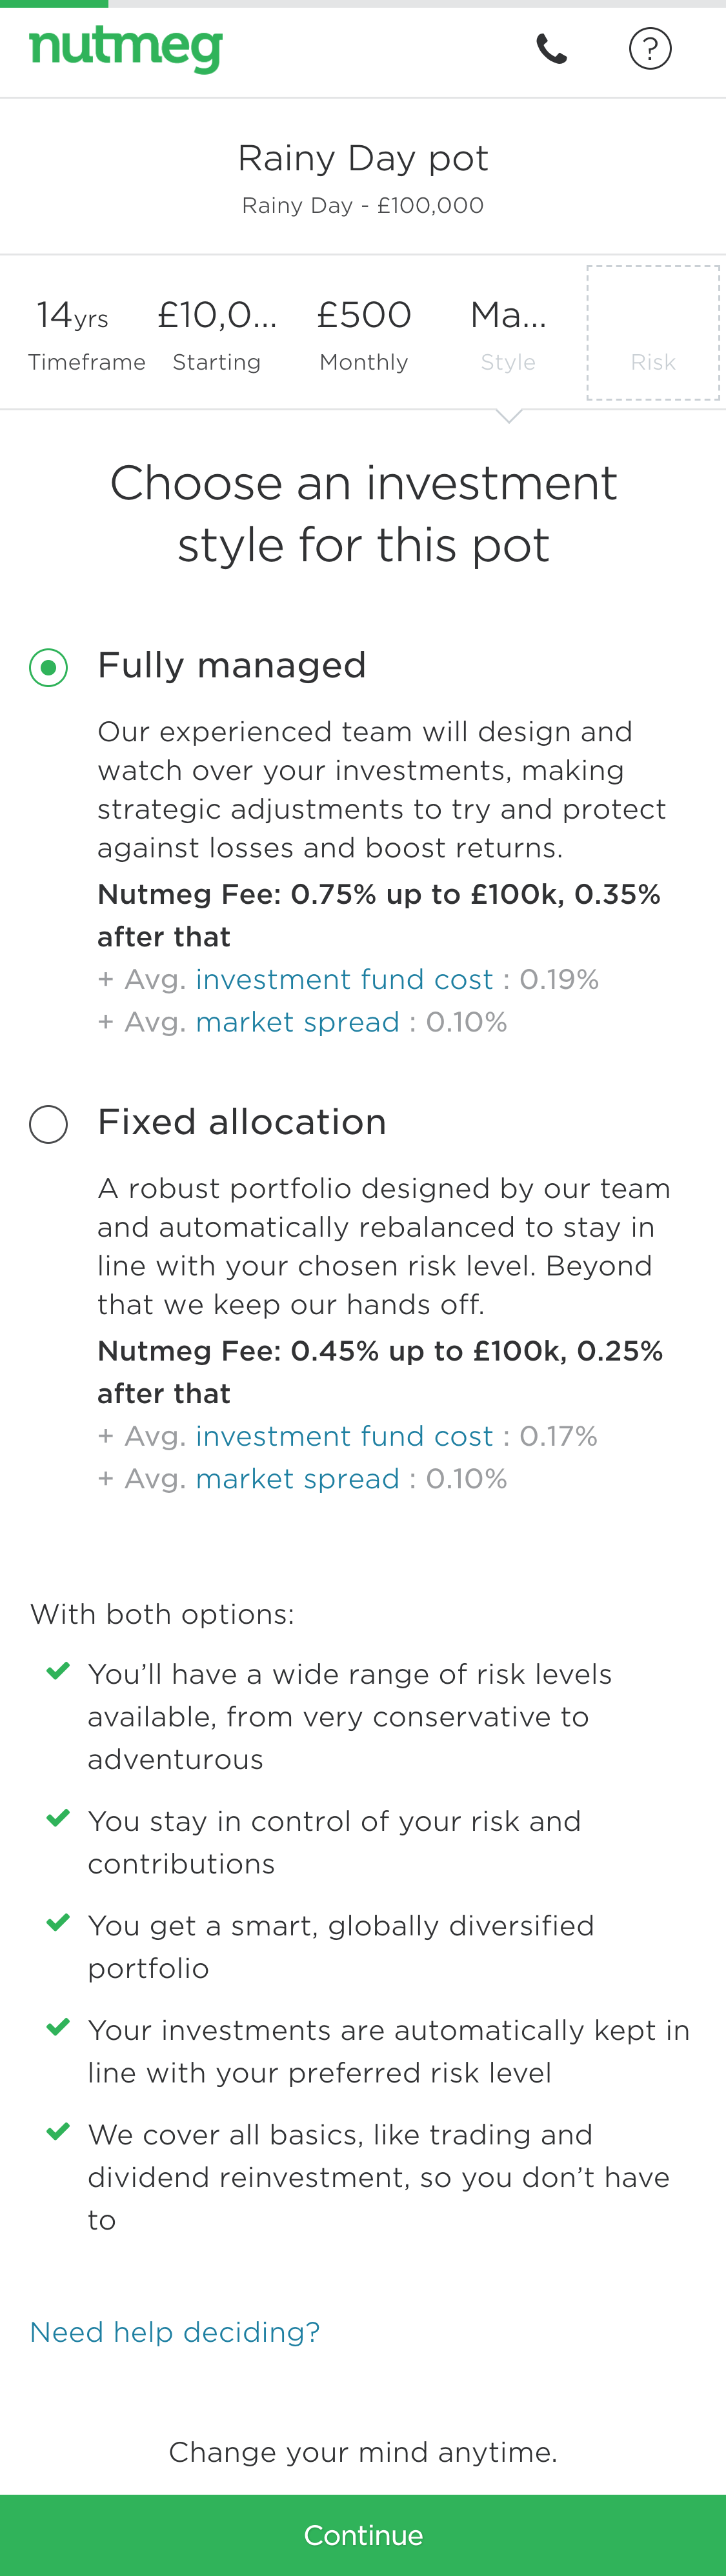 nutmeg
?
Rainy Day pot
Rainy Day - £100,000
14yrs £10,0... £500 Ma...
Timeframe Starting Monthly Style Risk
Choose an investment
style for this pot
Fully managed
Our experienced team will design and
watch over your investments, making
strategic adjustments to try and protect
against losses and boost returns.
Nutmeg Fee: 0.75% up to £100k, 0.35%
after that
+ Avg. investment fund cost : 0.19%
+ Avg. market spread : 0.10%
Fixed allocation
A robust portfolio designed by our team
and automatically rebalanced to stay in
line with your chosen risk level. Beyond
that we keep our hands off.
Nutmeg Fee: 0.45% up to £100k, 0.25%
after that
+ Avg. investment fund cost : 0.17%
+ Avg. market spread : 0.10%
With both options:
You’ll have a wide range of risk levels
available, from very conservative to
adventurous
You stay in control of your risk and
contributions
You get a smart, globally diversified
portfolio
Your investments are automatically kept in
line with your preferred risk level
We cover all basics, like trading and
dividend reinvestment, so you don’t have
to
Need help deciding?
Change your mind anytime.
Continue